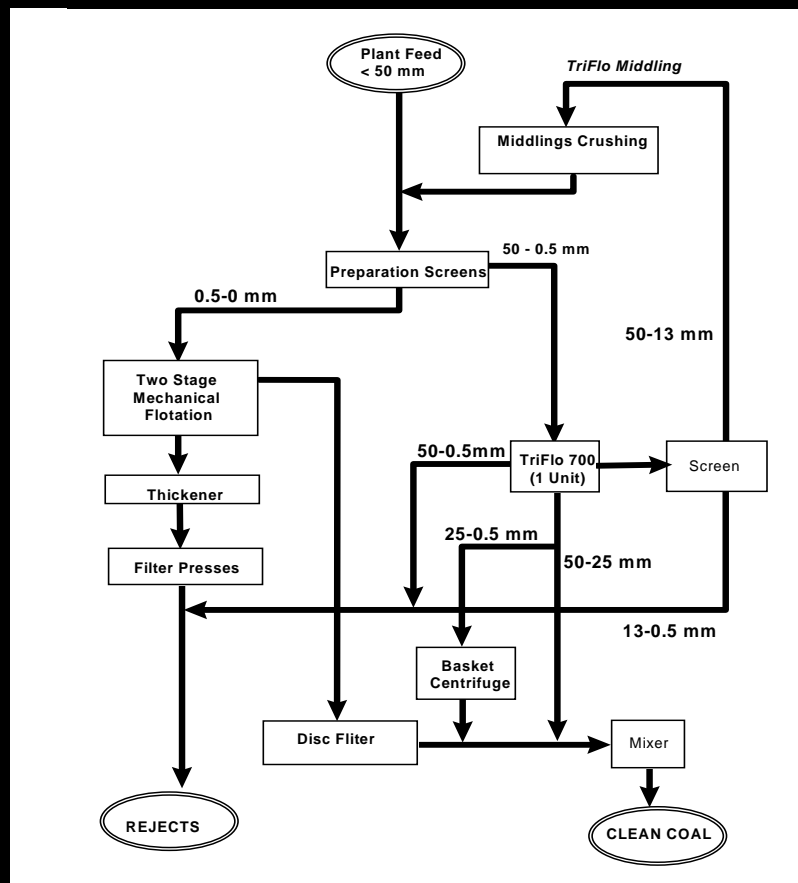 Plant Feed
< 50 mm
TriFlo Middling
Middlings Crushing
50 - 0.5 mm
Preparation Screens
0.5-0 mm
50-13 mm
Two Stage
Mechanical
Flotation
50-0.5mm
TriFlo 700
(1 Unit)
Screen
Thickener
25-0.5 mm
50-25 mm
Filter Presses
13-0.5 mm
Basket
Centrifuge
Disc Fliter
Mixer
REJECTS
CLEAN COAL